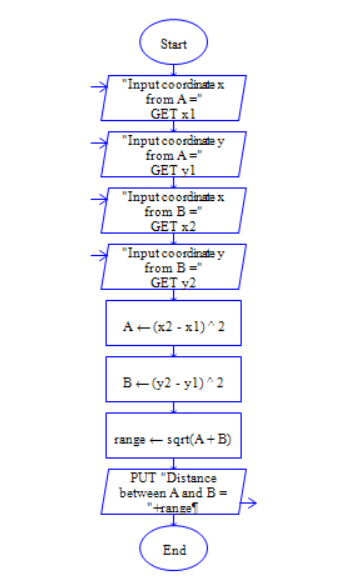 Start
"Input coordinate x
from A ="
GET x1
"Input coordinate y
from A ="
GET y1
"Input coordinate x
from B ="
GET x2
"Input coordinate y
from B ="
GET y2
A ← (x2 - x1) ^ 2
B ← (y2 - y1) ^ 2
range ← sqrt(A + B)
PUT "Distance
between A and B =
"+range¶
End